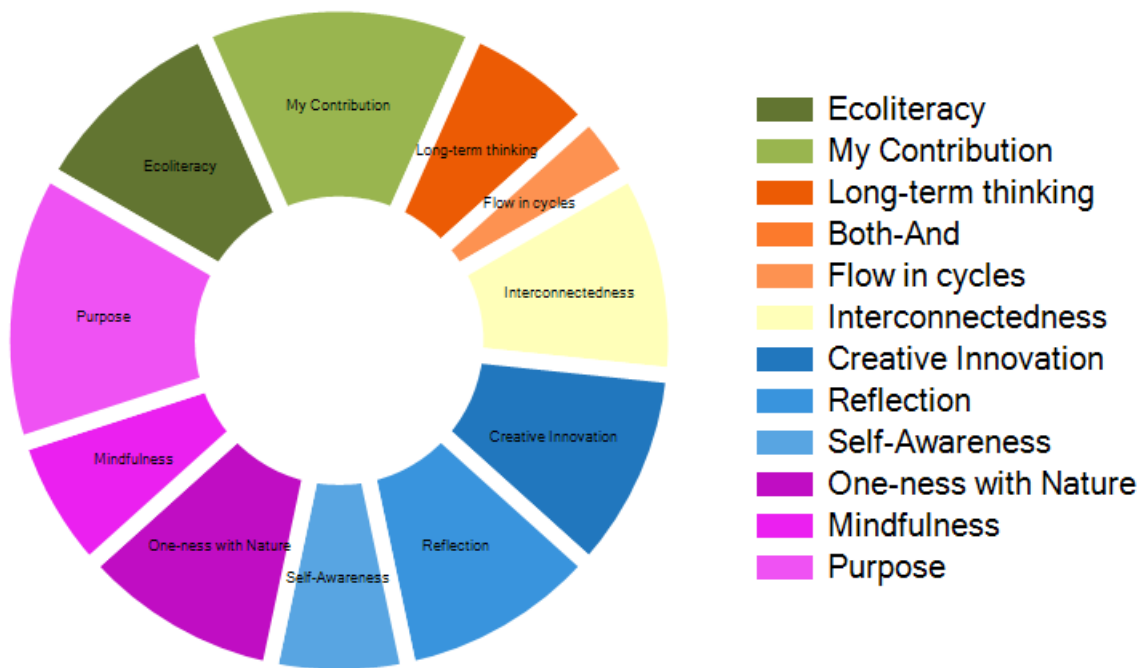 My Contribution
Long-term thinking
Ecoliteracy
Flow in cycles
Interconnectedness
Purpose
Creative Innovation
Mindfulness
One-ness with Nature
Reflection
Self-Awareness
Ecoliteracy
My Contribution
Long-term thinking
Both-And
Flow in cycles
Interconnectedness
Creative Innovation
Reflection
Self-Awareness
One-ness with Nature
Mindfulness
Purpose